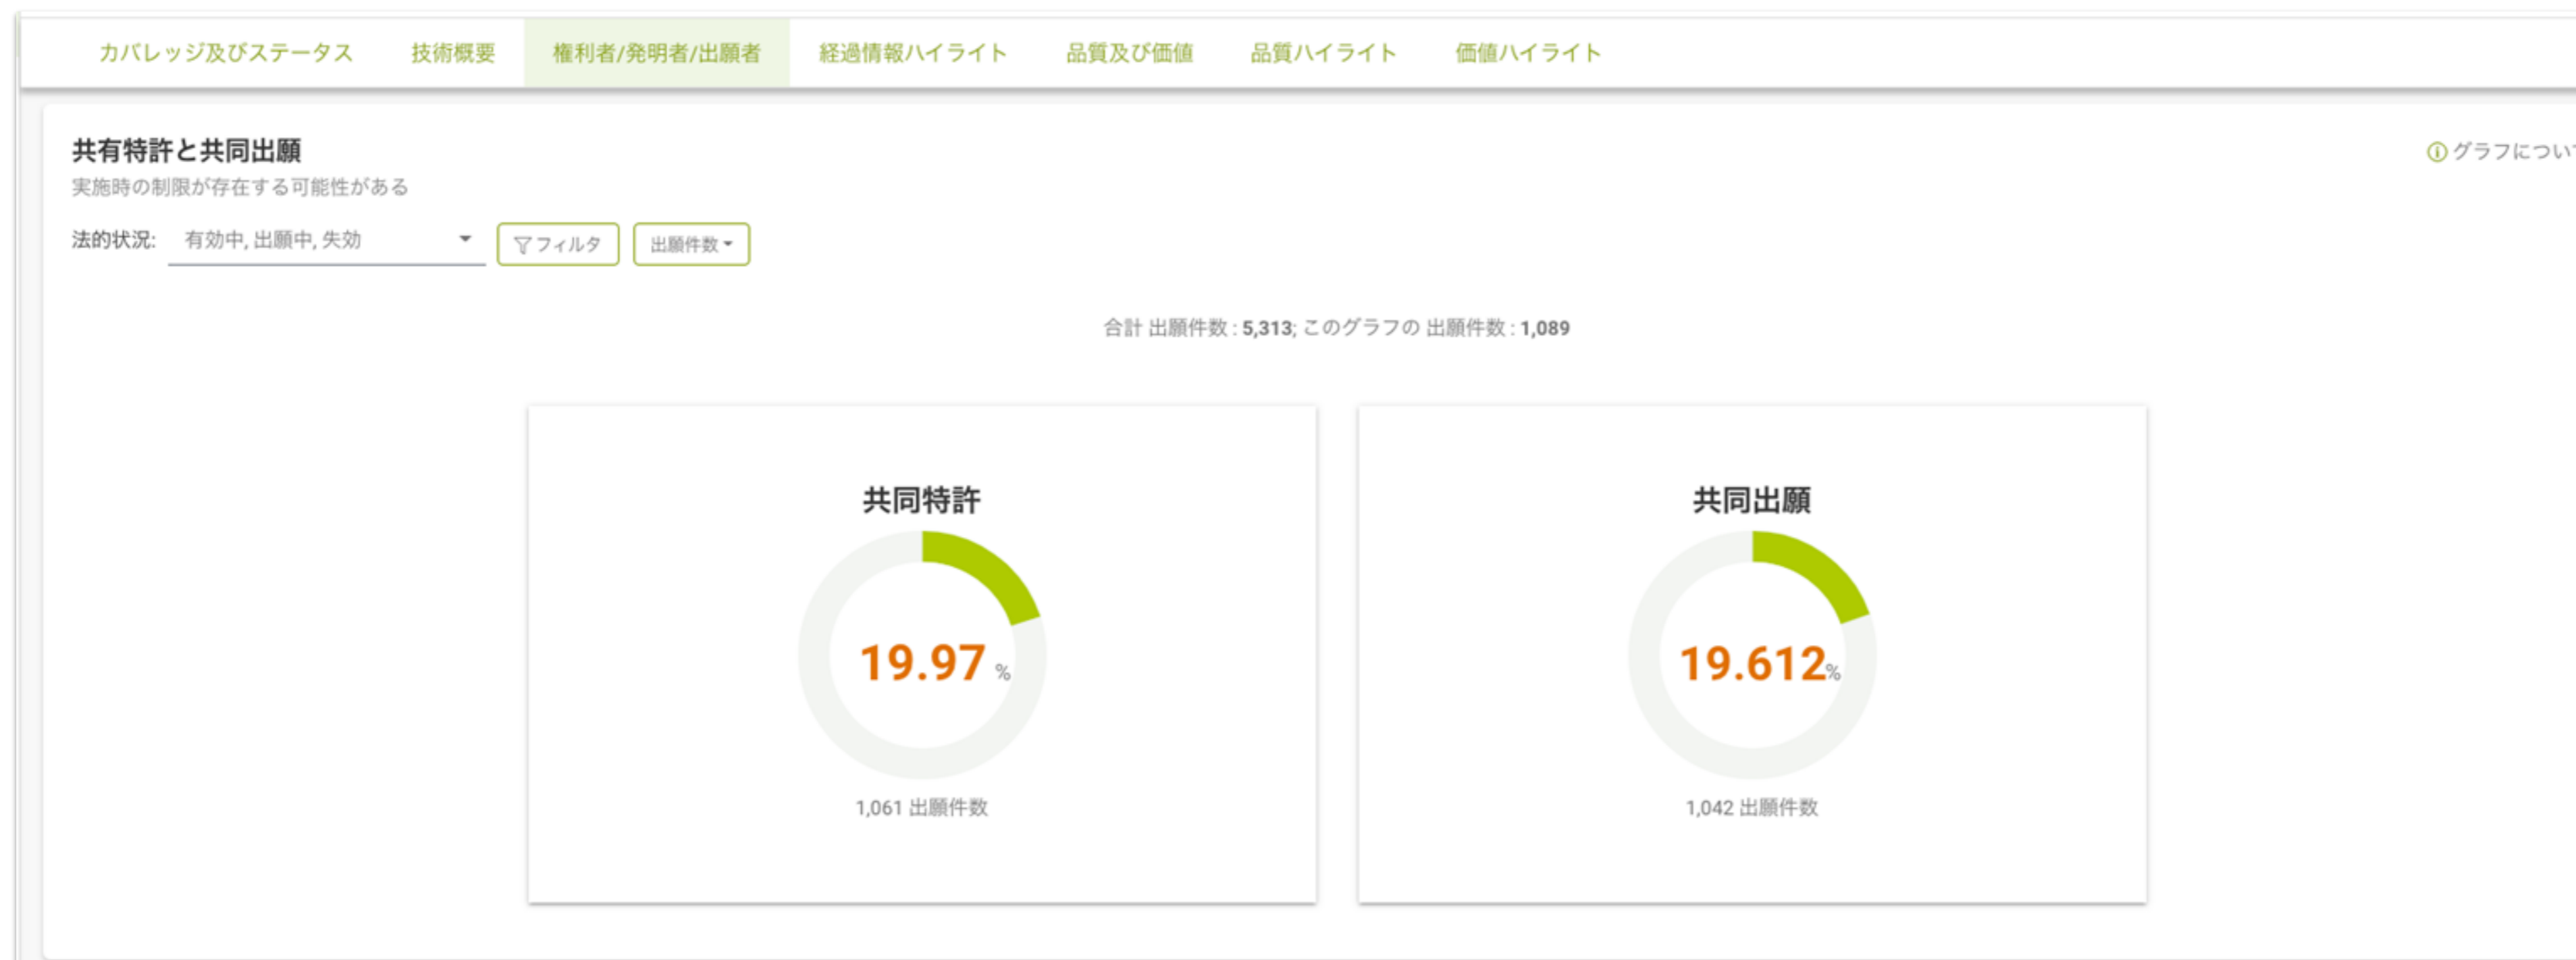 カバレッジ及びステータス 技術概要 権利者/発明者/出願者 経過情報ハイライト 品質及び価値 品質ハイライト 価値ハイライト
共有特許と共同出願
グラフについ
実施時の制限が存在する可能性がある
法的状況: 有効中, 出願中, 失効 フィルタ 出願件数
合計 出願件数 : 5,313; このグラフの 出願件数 : 1,089
共同特許
19.97 %
1,061 出願件数
共同出願
19.612%
1,042 出願件数